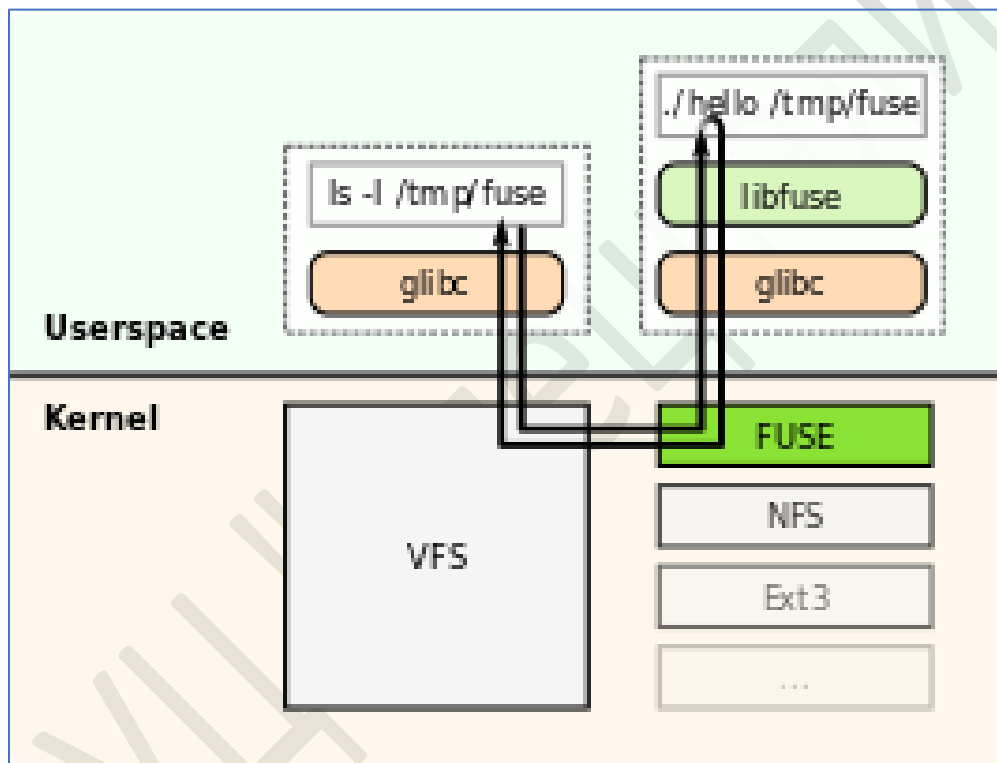 ./hello /tmp/fuse
ls -l /tmp/fuse
libfuse
glibc
glibc
Userspace
Kernel
FUSE
NFS
VFS
Ext3
...